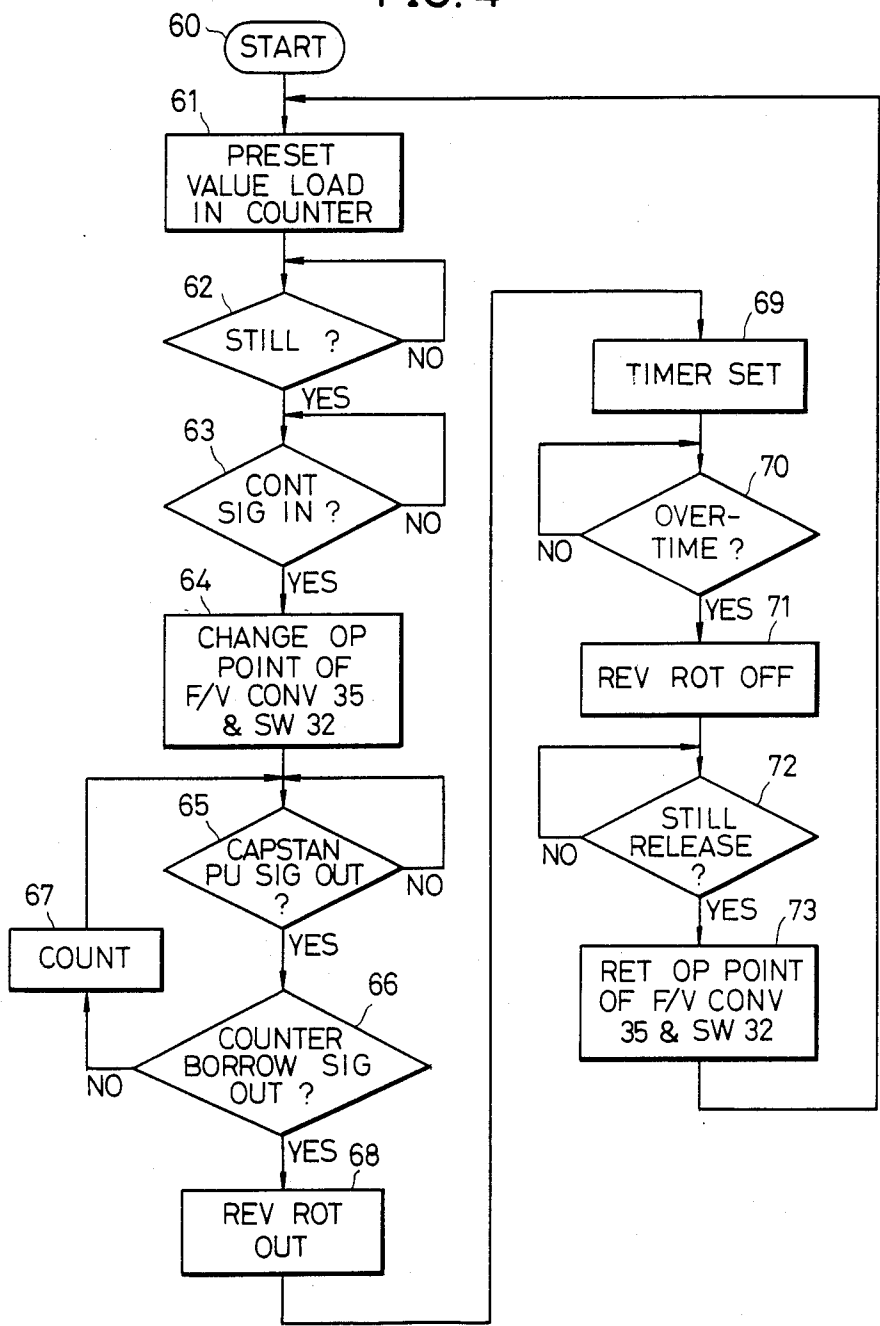 FIG. 4
60
START
61
PRESET
VALUE LOAD
IN COUNTER
62
STILL ?
NO
YES
63
CONT
SIG IN ?
NO
YES
64
CHANGE OP
POINT OF
F/V CONV 35
& SW 32
65
CAPSTAN
PU SIG OUT
?
NO
YES
67
COUNT
66
COUNTER
BORROW SIG
OUT ?
NO
YES
68
REV ROT
OUT
69
TIMER SET
70
OVER-
TIME ?
NO
YES
71
REV ROT OFF
72
STILL
RELEASE
?
NO
YES
73
RET OP POINT
OF F/V CONV
35 & SW 32